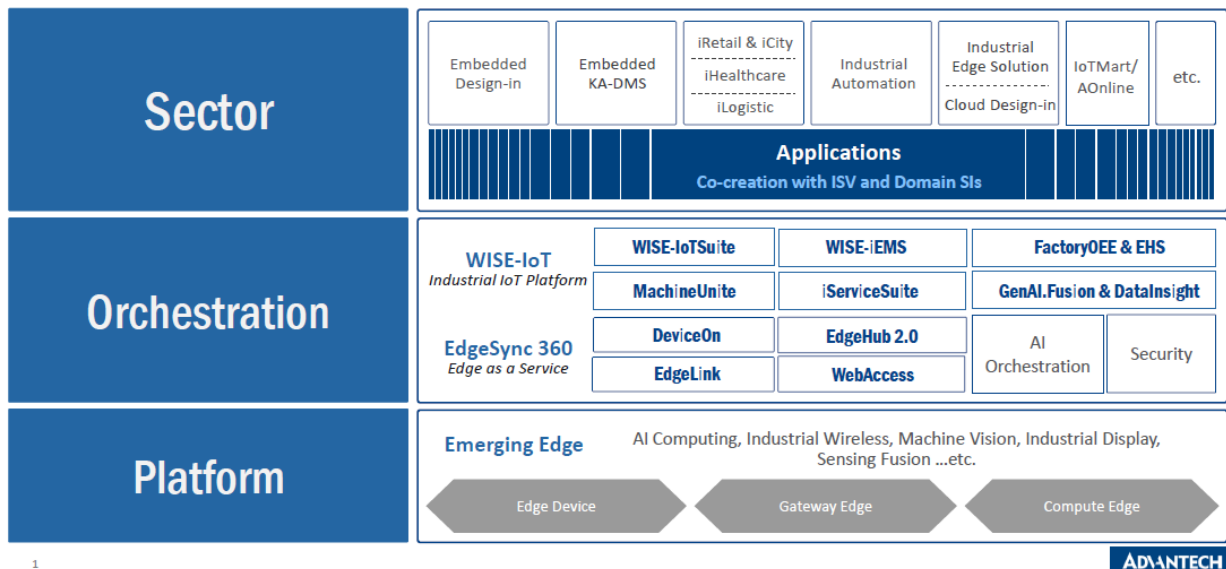 Sector
Embedded
Design-in
Embedded
KA-DMS
iRetail & iCity
iHealthcare
iLogistic
Industrial
Automation
Industrial
Edge Solution
Cloud Design-in
IoTMart/
AOnline
etc.
Applications
Co-creation with ISV and Domain SIs
Orchestration
WISE-IoT
Industrial IoT Platform
WISE-IoTSuite
WISE-iEMS
FactoryOEE & EHS
MachineUnite
iServiceSuite
GenAI.Fusion & DataInsight
EdgeSync 360
Edge as a Service
DeviceOn
EdgeHub 2.0
EdgeLink
WebAccess
AI
Orchestration
Security
Platform
Emerging Edge
AI Computing, Industrial Wireless, Machine Vision, Industrial Display,
Sensing Fusion ...etc.
Edge Device
Gateway Edge
Compute Edge
1
ADVANTECH